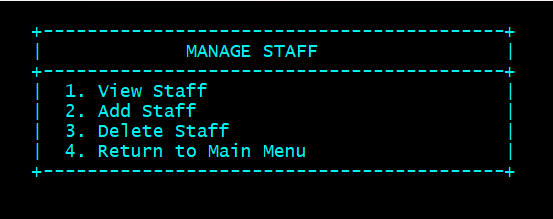 MANAGE STAFF
1. View Staff
2. Add Staff
3. Delete Staff
4. Return to Main Menu